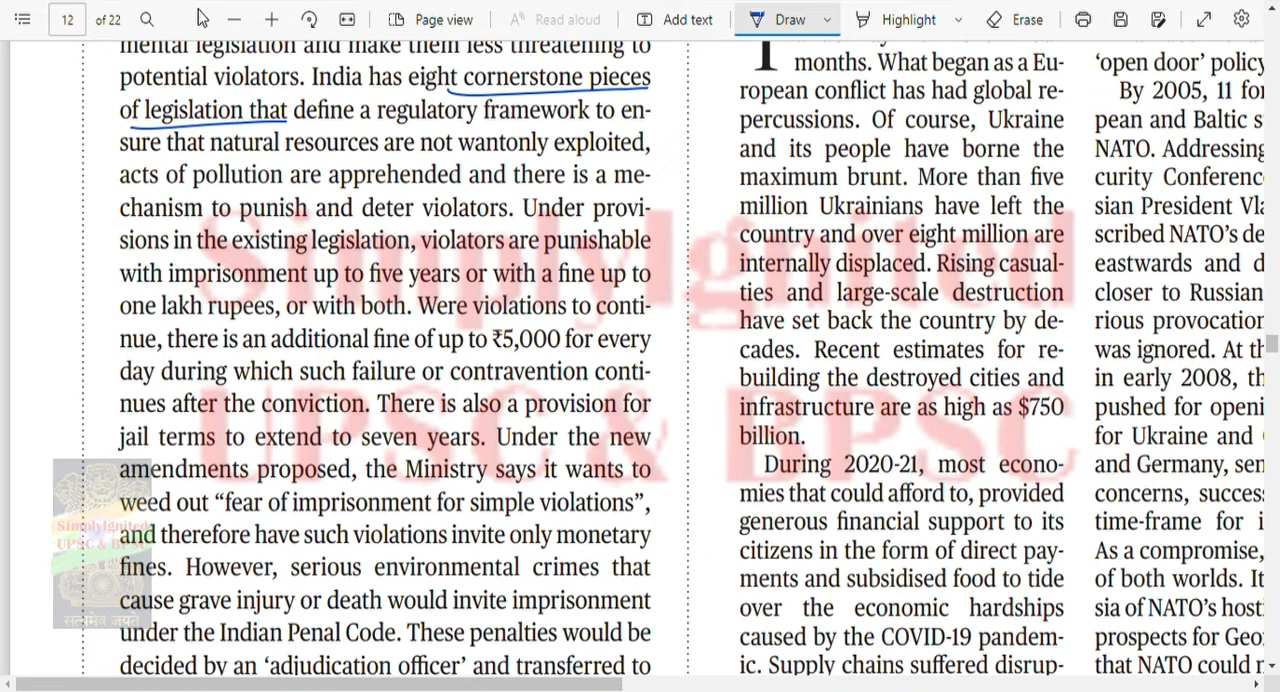 12 of 22 Page view Read aloud Add text Draw Highlight Erase
mental legislation and make them less threatening to
potential violators. India has eight cornerstone pieces
of legislation that define a regulatory framework to en-
sure that natural resources are not wantonly exploited,
acts of pollution are apprehended and there is a me-
chanism to punish and deter violators. Under provi-
sions in the existing legislation, violators are punishable
with imprisonment up to five years or with a fine up to
one lakh rupees, or with both. Were violations to conti-
nue, there is an additional fine of up to ₹5,000 for every
day during which such failure or contravention conti-
nues after the conviction. There is also a provision for
jail terms to extend to seven years. Under the new
amendments proposed, the Ministry says it wants to
weed out “fear of imprisonment for simple violations”,
and therefore have such violations invite only monetary
fines. However, serious environmental crimes that
cause grave injury or death would invite imprisonment
under the Indian Penal Code. These penalties would be
decided by an ‘adjudication officer’ and transferred to
months. What began as a Eu-
ropean conflict has had global re-
percussions. Of course, Ukraine
and its people have borne the
maximum brunt. More than five
million Ukrainians have left the
country and over eight million are
internally displaced. Rising casual-
ties and large-scale destruction
have set back the country by de-
cades. Recent estimates for re-
building the destroyed cities and
infrastructure are as high as $750
billion.
During 2020-21, most econo-
mies that could afford to, provided
generous financial support to its
citizens in the form of direct pay-
ments and subsidised food to tide
over the economic hardships
caused by the COVID-19 pandem-
ic. Supply chains suffered disrup-
‘open door’ policy
By 2005, 11 for
pean and Baltic s
NATO. Addressing
curity Conferenc
sian President Vla
scribed NATO’s de
eastwards and d
closer to Russian
rious provocation
was ignored. At th
in early 2008, th
pushed for openi
for Ukraine and
and Germany, sen
concerns, success
time-frame for i
As a compromise,
of both worlds. It
sia of NATO’s host
prospects for Geo
that NATO could r
SimplyIgnited
UPSC & BPSC
SimplyIgnited
UPSC & BPSC
सत्यमेव जयते